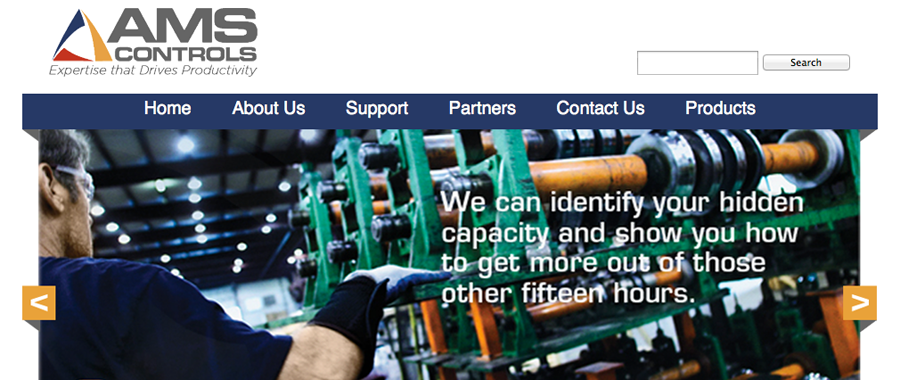 AMS
CONTROLS
Expertise that Drives Productivity
Search
Home About Us Support Partners Contact Us Products
We can identify your hidden
capacity and show you how
to get more out of those
other fifteen hours.
< >